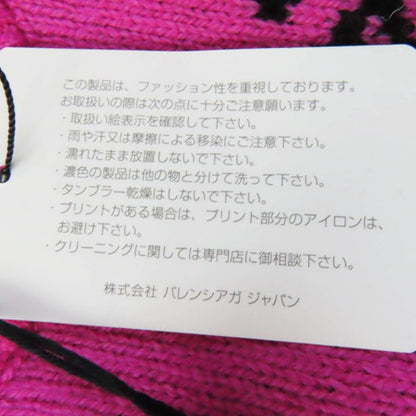 この製品は、ファッション性を重視しております。
お取扱いの際は次の点に十分ご注意願います。
・取扱い絵表示を確認して下さい。
・雨や汗又は摩擦による移染にご注意下さい。
・濡れたまま放置しないで下さい。
・濃色の製品は他の物と分けて洗って下さい。
・タンブラー乾燥はしないで下さい。
・プリントがある場合は、プリント部分のアイロンは、
お避け下さい。
・クリーニングに関しては専門店に御相談下さい。
株式会社 バレンシアガ ジャパン